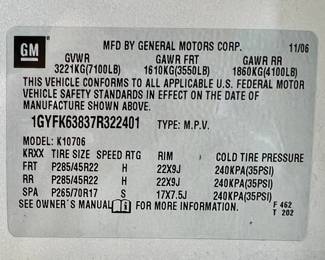 GM
MFD BY GENERAL MOTORS CORP. 11/06
GVWR GAWR FRT GAWR RR
3221KG(7100LB) 1610KG(3550LB) 1860KG(4100LB)
THIS VEHICLE CONFORMS TO ALL APPLICABLE U.S. FEDERAL MOTOR
VEHICLE SAFETY STANDARDS IN EFFECT ON THE DATE OF
MANUFACTURE SHOWN ABOVE.
1GYFK63837R322401 TYPE: M.P.V.
MODEL: K10706
KRXX TIRE SIZE SPEED RTG RIM COLD TIRE PRESSURE
FRT P285/45R22 H 22X9J 240KPA(35PSI)
RR P285/45R22 H 22X9J 240KPA(35PSI)
SPA P265/70R17 S 17X7.5J 240KPA(35PSI)
SEE OWNER'S MANUAL FOR MORE INFORMATION. F 462
T 202